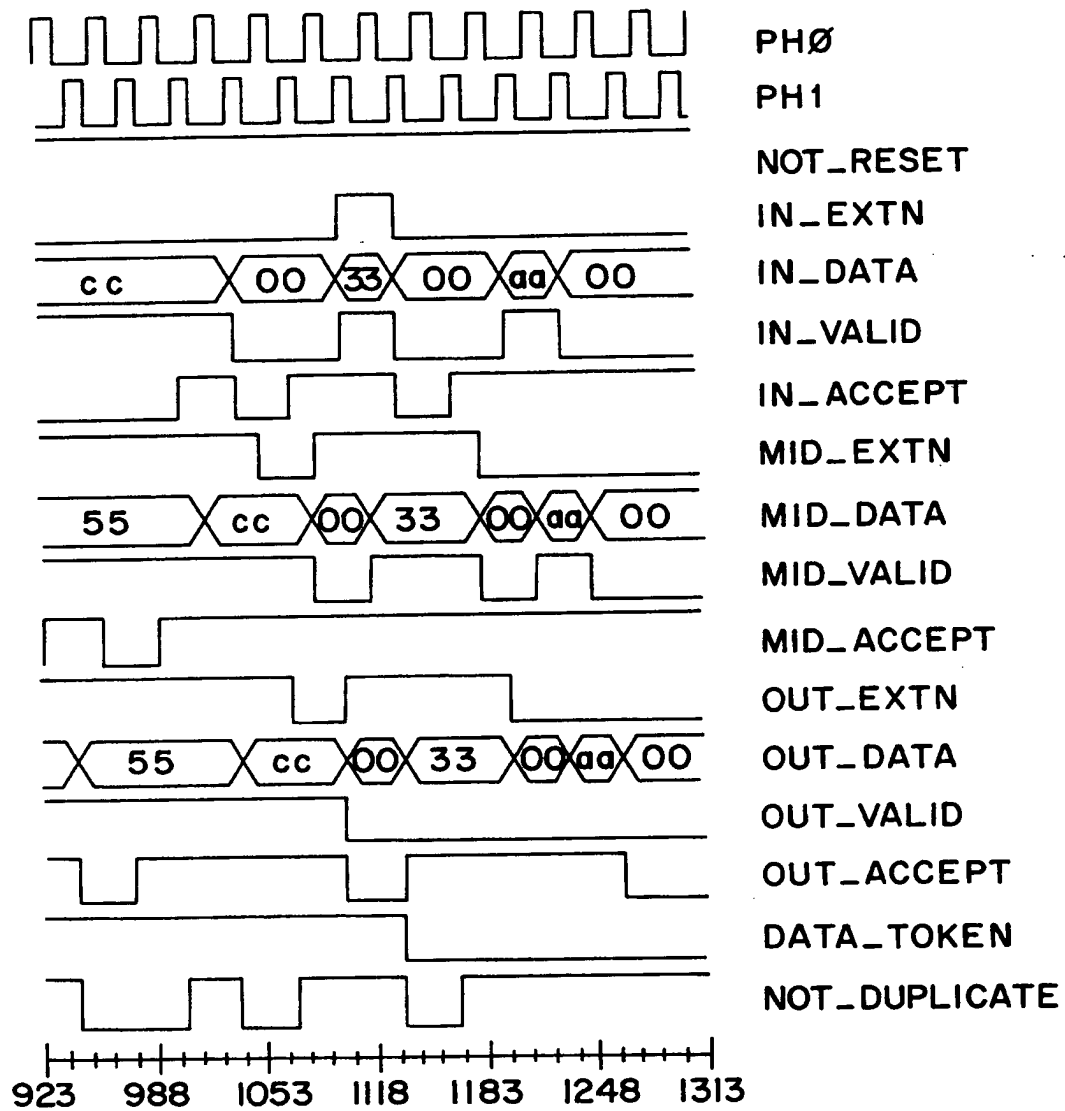 PHØ
PH1
NOT_RESET
IN_EXTN
cc 00 33 00 aa 00 IN_DATA
IN_VALID
IN_ACCEPT
MID_EXTN
55 cc 00 33 00 aa 00 MID_DATA
MID_VALID
MID_ACCEPT
OUT_EXTN
55 cc 00 33 00 aa 00 OUT_DATA
OUT_VALID
OUT_ACCEPT
DATA_TOKEN
NOT_DUPLICATE
923 988 1053 1118 1183 1248 1313